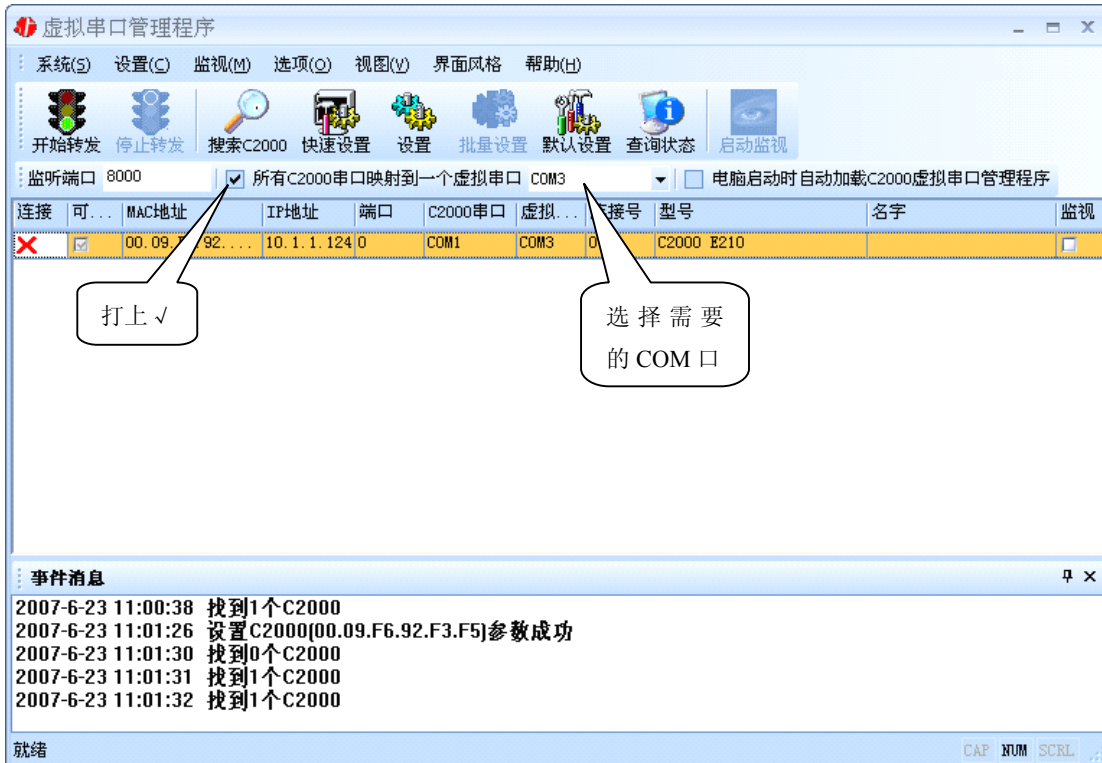 虚拟串口管理程序
系统(S) 设置(C) 监视(M) 选项(O) 视图(V) 界面风格 帮助(H)
开始转发 停止转发 搜索C2000 快速设置 设置 批量设置 默认设置 查询状态 启动监视
监听端口 8000 所有C2000串口映射到一个虚拟串口 COM3 电脑启动时自动加载C2000虚拟串口管理程序
连接 可... MAC地址 IP地址 端口 C2000串口 虚拟... 接号 型号 名字 监视
00.09. 92.... 10.1.1.124 0 COM1 COM3 0 C2000 E210
打上√
选择需要
的 COM 口
事件消息
2007-6-23 11:00:38 找到1个C2000
2007-6-23 11:01:26 设置C2000(00.09.F6.92.F3.F5)参数成功
2007-6-23 11:01:30 找到0个C2000
2007-6-23 11:01:31 找到1个C2000
2007-6-23 11:01:32 找到1个C2000
就绪
CAP NUM SCRL